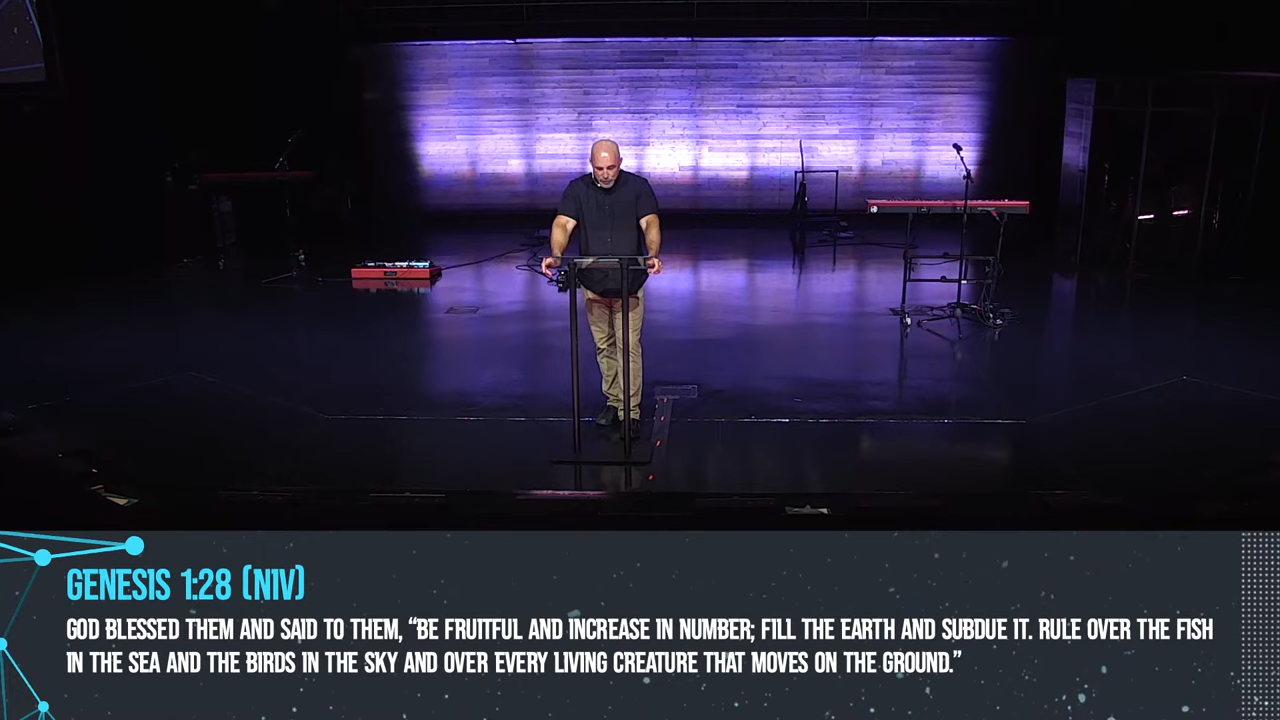 GENESIS 1:28 (NIV)
GOD BLESSED THEM AND SAID TO THEM, “BE FRUITFUL AND INCREASE IN NUMBER; FILL THE EARTH AND SUBDUE IT. RULE OVER THE FISH
IN THE SEA AND THE BIRDS IN THE SKY AND OVER EVERY LIVING CREATURE THAT MOVES ON THE GROUND.”